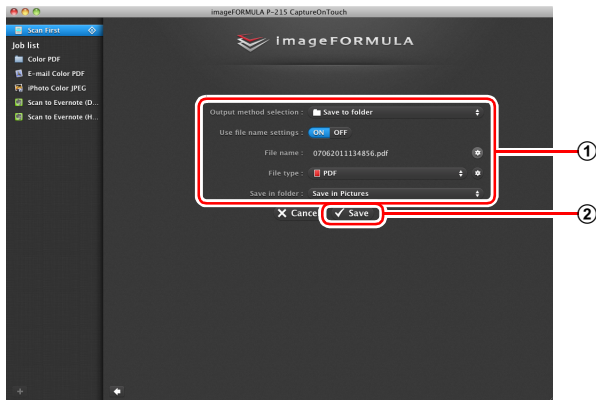 imageFORMULA P-215 CaptureOnTouch
Scan First
Job list
Color PDF
E-mail Color PDF
iPhoto Color JPEG
Scan to Evernote (D...
Scan to Evernote (H...
imageFORMULA
Output method selection : Save to folder
Use file name settings : ON OFF
File name : 07062011134856.pdf
File type : PDF
Save in folder : Save in Pictures
Cance Save
1
2